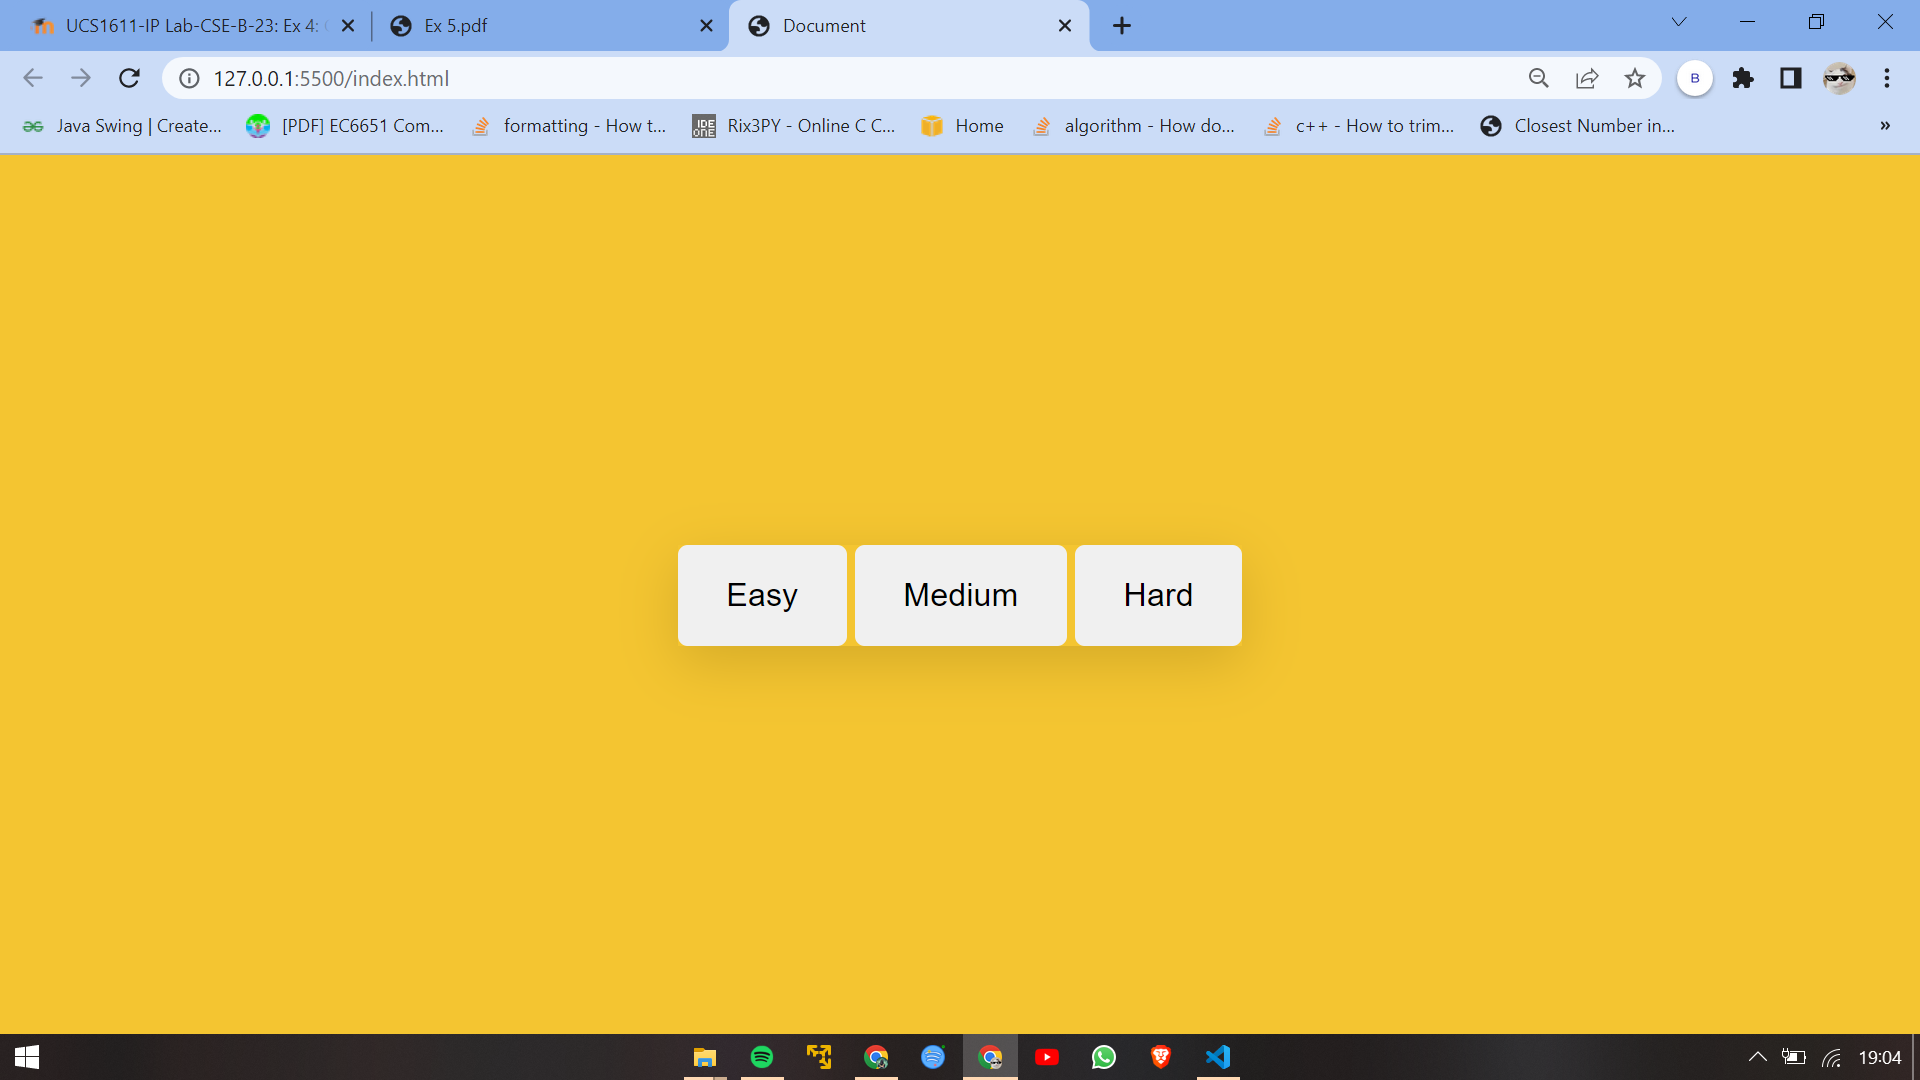 UCS1611-IP Lab-CSE-B-23: Ex 4:
Ex 5.pdf
Document
127.0.0.1:5500/index.html
B
Java Swing | Create...
[PDF] EC6651 Com...
formatting - How t...
IDE ONE
Rix3PY - Online C C...
Home
algorithm - How do...
c++ - How to trim...
Closest Number in...
»
Easy
Medium
Hard
19:04